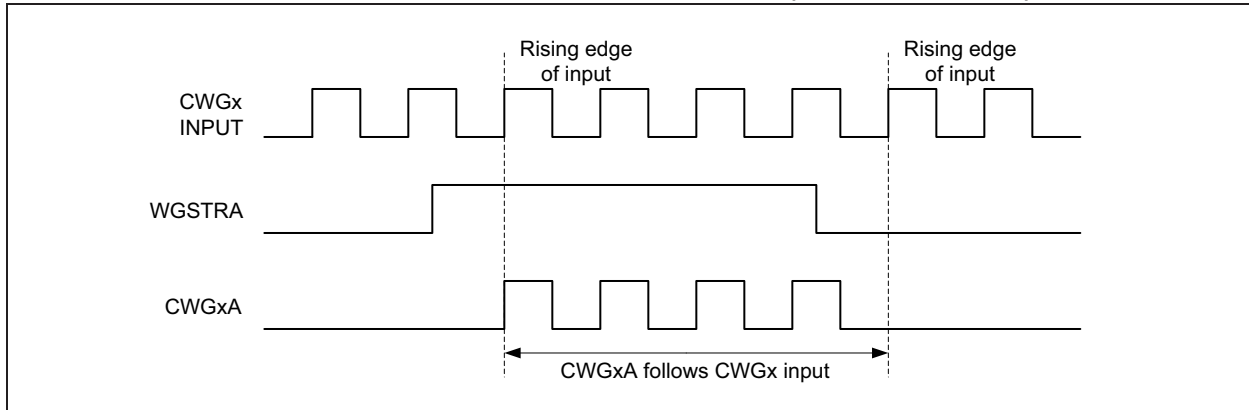 Rising edge
of input
Rising edge
of input
CWGx
INPUT
WGSTRA
CWGxA
CWGxA follows CWGx input